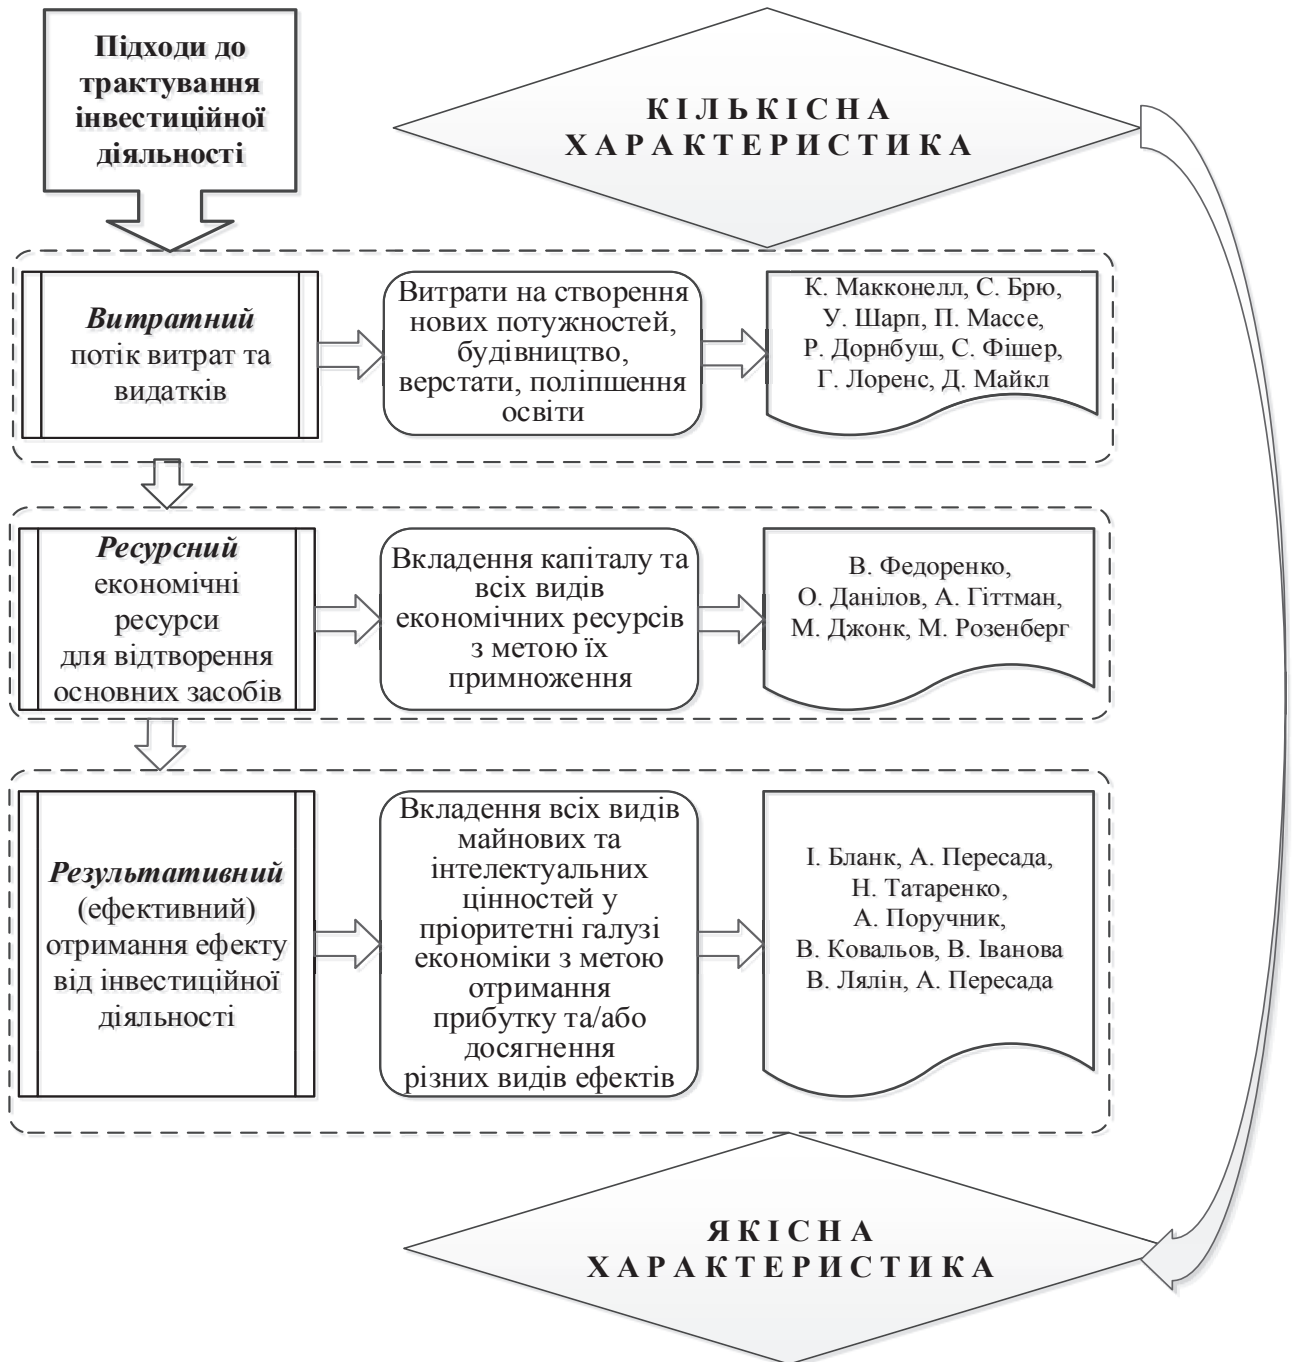 Підходи до
трактування
інвестиційної
діяльності
КІЛЬКІСНА
ХАРАКТЕРИСТИКА
Витратний
потік витрат та
видатків
Витрати на створення
нових потужностей,
будівництво,
верстати, поліпшення
освіти
К. Макконелл, С. Брю,
У. Шарп, П. Массе,
Р. Дорнбуш, С. Фішер,
Г. Лоренс, Д. Майкл
Ресурсний
економічні
ресурси
для відтворення
основних засобів
Вкладення капіталу та
всіх видів
економічних ресурсів
з метою їх
примноження
В. Федоренко,
О. Данілов, А. Гіттман,
М. Джонк, М. Розенберг
Результативний
(ефективний)
отримання ефекту
від інвестиційної
діяльності
Вкладення всіх видів
майнових та
інтелектуальних
цінностей у
пріоритетні галузі
економіки з метою
отримання
прибутку та/або
досягнення
різних видів ефектів
І. Бланк, А. Пересада,
Н. Татаренко,
А. Поручник,
В. Ковальов, В. Іванова
В. Лялін, А. Пересада
ЯКІСНА
ХАРАКТЕРИСТИКА